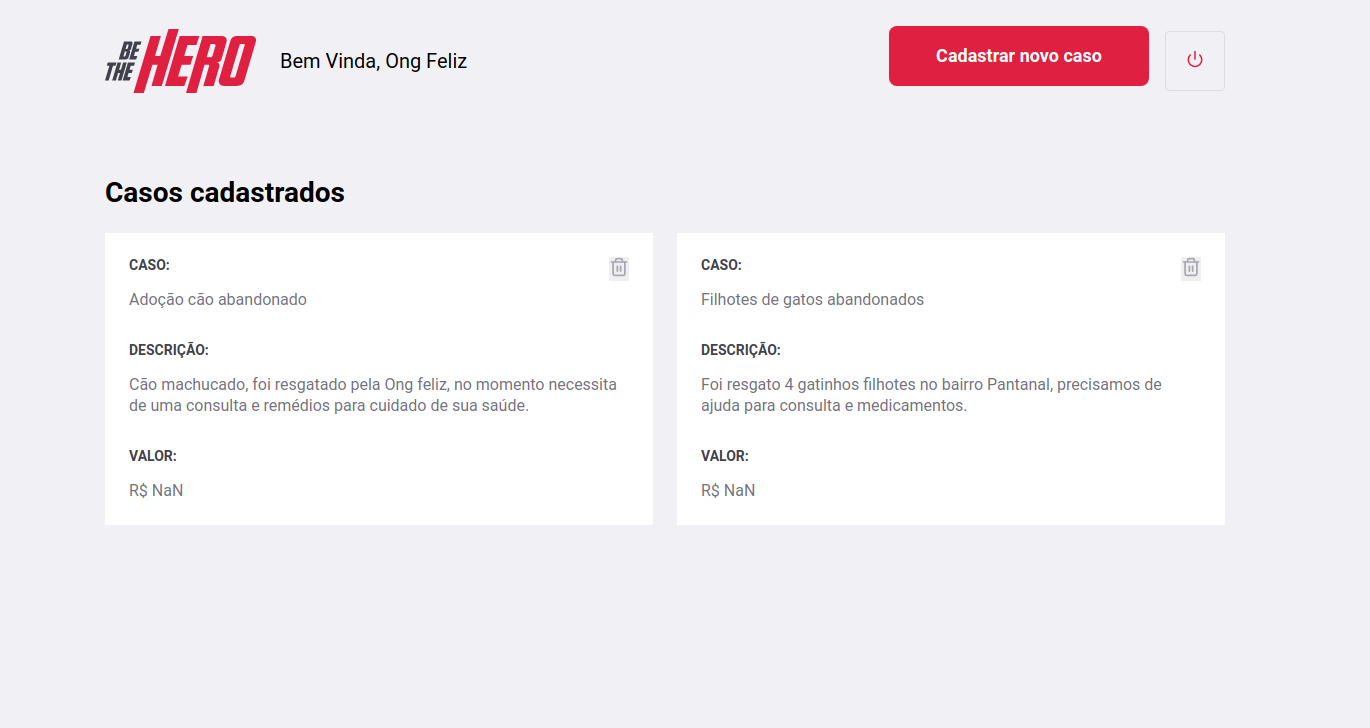 BE
THE HERO
Bem Vinda, Ong Feliz
Cadastrar novo caso
Casos cadastrados
CASO:
Adoção cão abandonado
DESCRIÇÃO:
Cão machucado, foi resgatado pela Ong feliz, no momento necessita
de uma consulta e remédios para cuidado de sua saúde.
VALOR:
R$ NaN
CASO:
Filhotes de gatos abandonados
DESCRIÇÃO:
Foi resgato 4 gatinhos filhotes no bairro Pantanal, precisamos de
ajuda para consulta e medicamentos.
VALOR:
R$ NaN